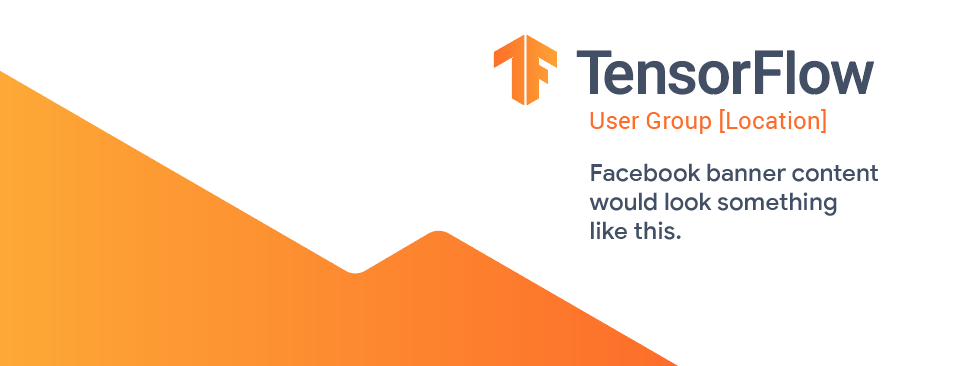 TensorFlow
User Group [Location]
Facebook banner content
would look something
like this.